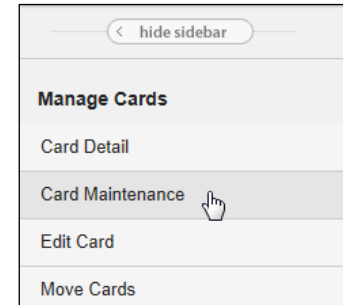 < hide sidebar
Manage Cards
Card Detail
Card Maintenance
Edit Card
Move Cards